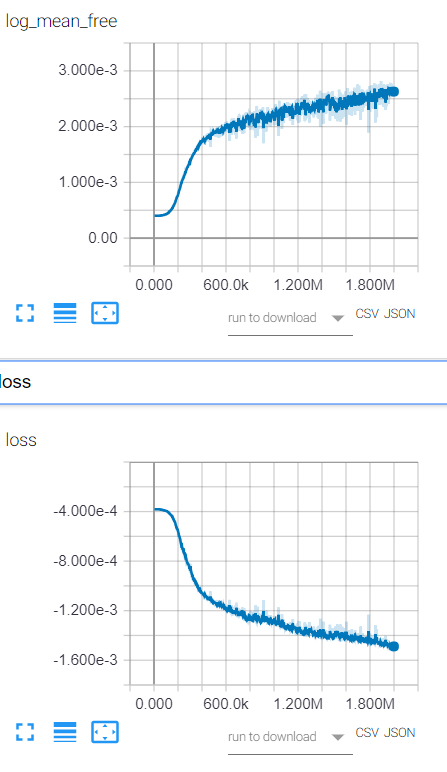 log_mean_free
3.000e-3
2.000e-3
1.000e-3
0.00
0.000 600.0k 1.200M 1.800M
run to download CSV JSON
loss
loss
-4.000e-4
-8.000e-4
-1.200e-3
-1.600e-3
0.000 600.0k 1.200M 1.800M
run to download CSV JSON